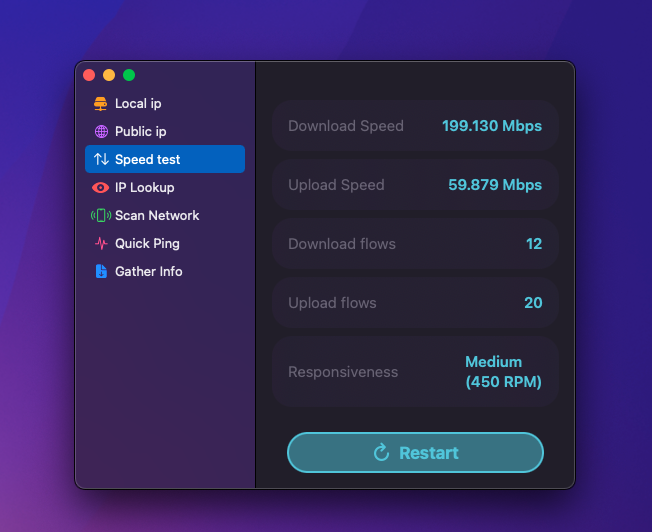 Local ip
Public ip
Speed test
IP Lookup
Scan Network
Quick Ping
Gather Info
Download Speed 199.130 Mbps
Upload Speed 59.879 Mbps
Download flows 12
Upload flows 20
Responsiveness Medium
(450 RPM)
Restart